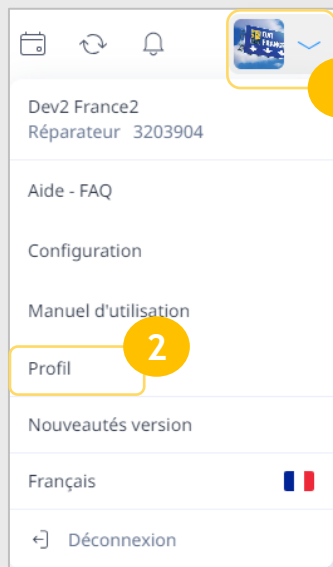 Dev2 France2
Réparateur 3203904
Aide - FAQ
Configuration
Manuel d'utilisation
2
Profil
Nouveautés version
Français
Déconnexion